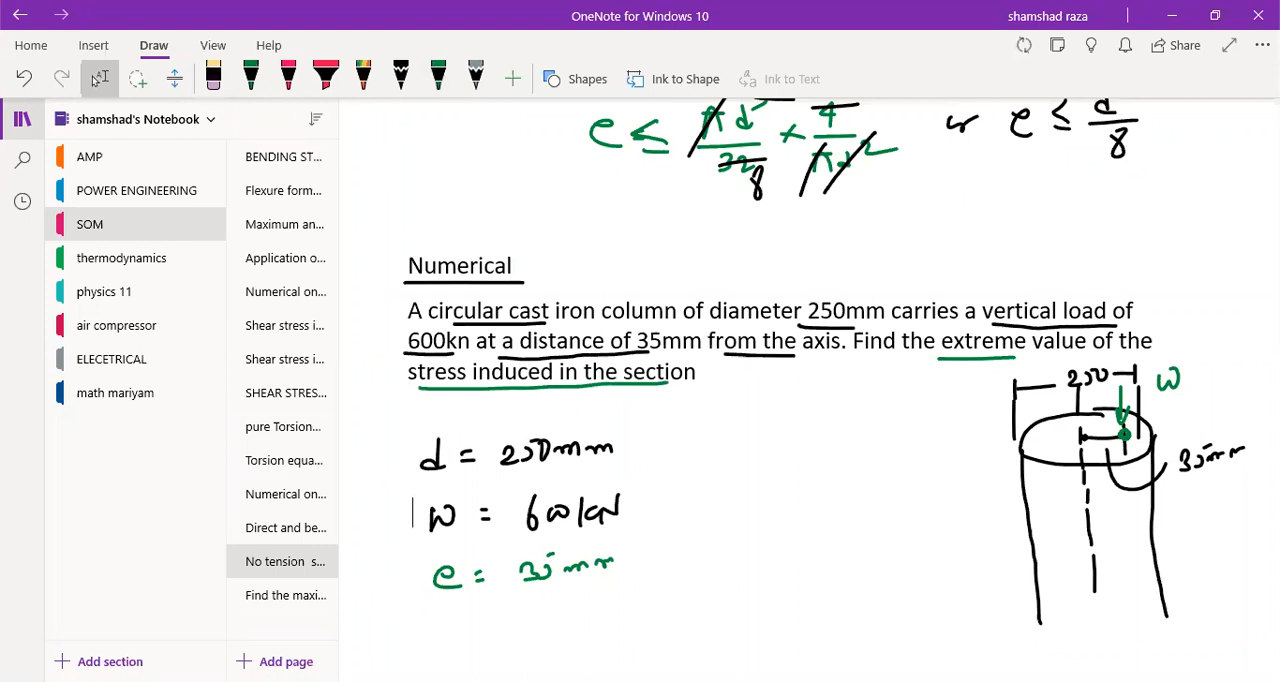 OneNote for Windows 10
shamshad raza
Home Insert Draw View Help
Share
Shapes
Ink to Shape
Ink to Text
shamshad's Notebook
AMP
POWER ENGINEERING
SOM
thermodynamics
physics 11
air compressor
ELECETRICAL
math mariyam
Add section
BENDING ST...
Flexure form...
Maximum an...
Application o...
Numerical on...
Shear stress i...
Shear stress i...
SHEAR STRES...
pure Torsion...
Torsion equa...
Numerical on...
Direct and be...
No tension s...
Find the maxi...
Add page
e ≤ πd³/32 8 × 4/πd² or e ≤ d/8
Numerical
A circular cast iron column of diameter 250mm carries a vertical load of
600kn at a distance of 35mm from the axis. Find the extreme value of the
stress induced in the section
d = 250mm
W = 600kN
e = 35mm
250
W
35mm